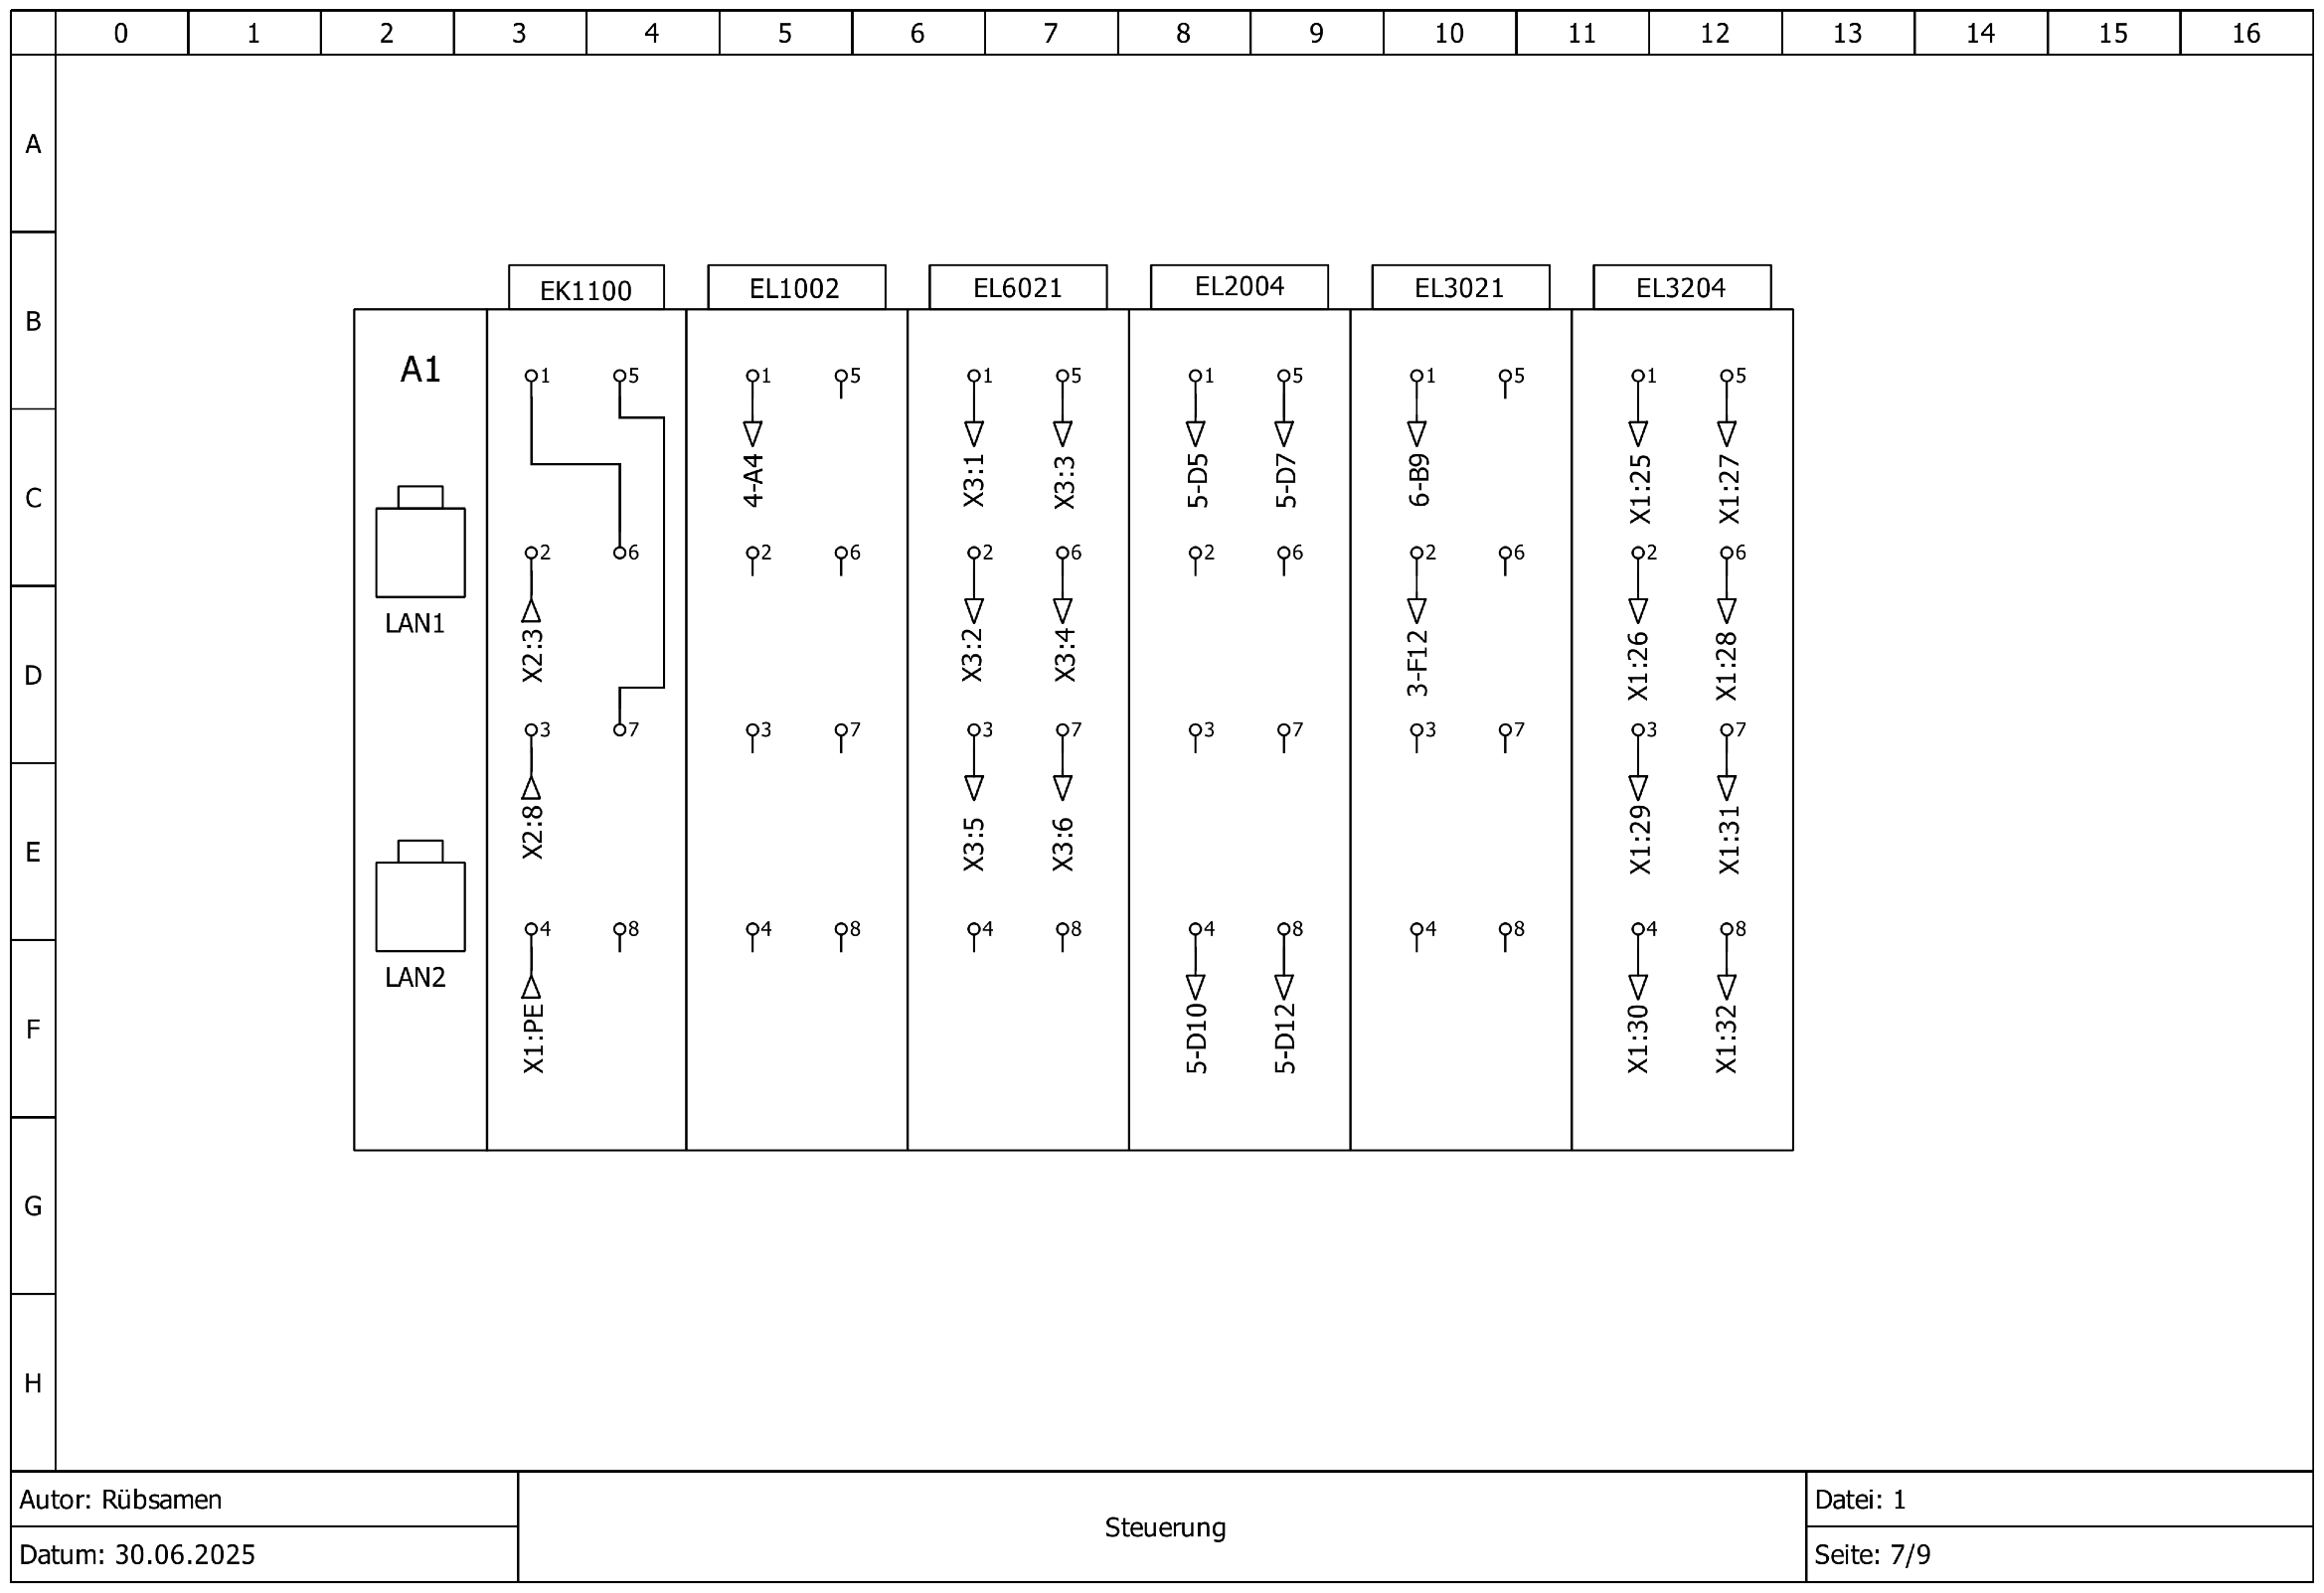 0 1 2 3 4 5 6 7 8 9 10 11 12 13 14 15 16
A
B
C
D
E
F
G
H
EK1100 EL1002 EL6021 EL2004 EL3021 EL3204
A1
1 5 1 5 1 5 1 5 1 5 1 5
4-A4 X3:1 X3:3 5-D5 5-D7 6-B9 X1:25 X1:27
2 6 2 6 2 6 2 6 2 6 2 6
LAN1
X2:3 X3:2 X3:4 3-F12 X1:26 X1:28
3 7 3 7 3 7 3 7 3 7 3 7
X2:8 X3:5 X3:6 X1:29 X1:31
4 8 4 8 4 8 4 8 4 8 4 8
LAN2
X1:PE 5-D10 5-D12 X1:30 X1:32
Autor: Rübsamen
Datum: 30.06.2025
Steuerung
Datei: 1
Seite: 7/9